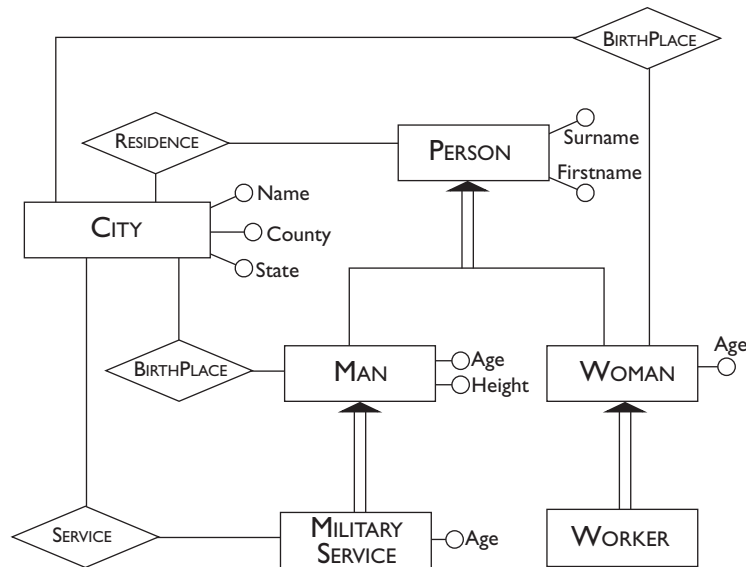 BIRTHPLACE
RESIDENCE
PERSON
Surname
Firstname
CITY
Name
County
State
BIRTHPLACE
MAN
Age
Height
WOMAN
Age
SERVICE
MILITARY
SERVICE
Age
WORKER